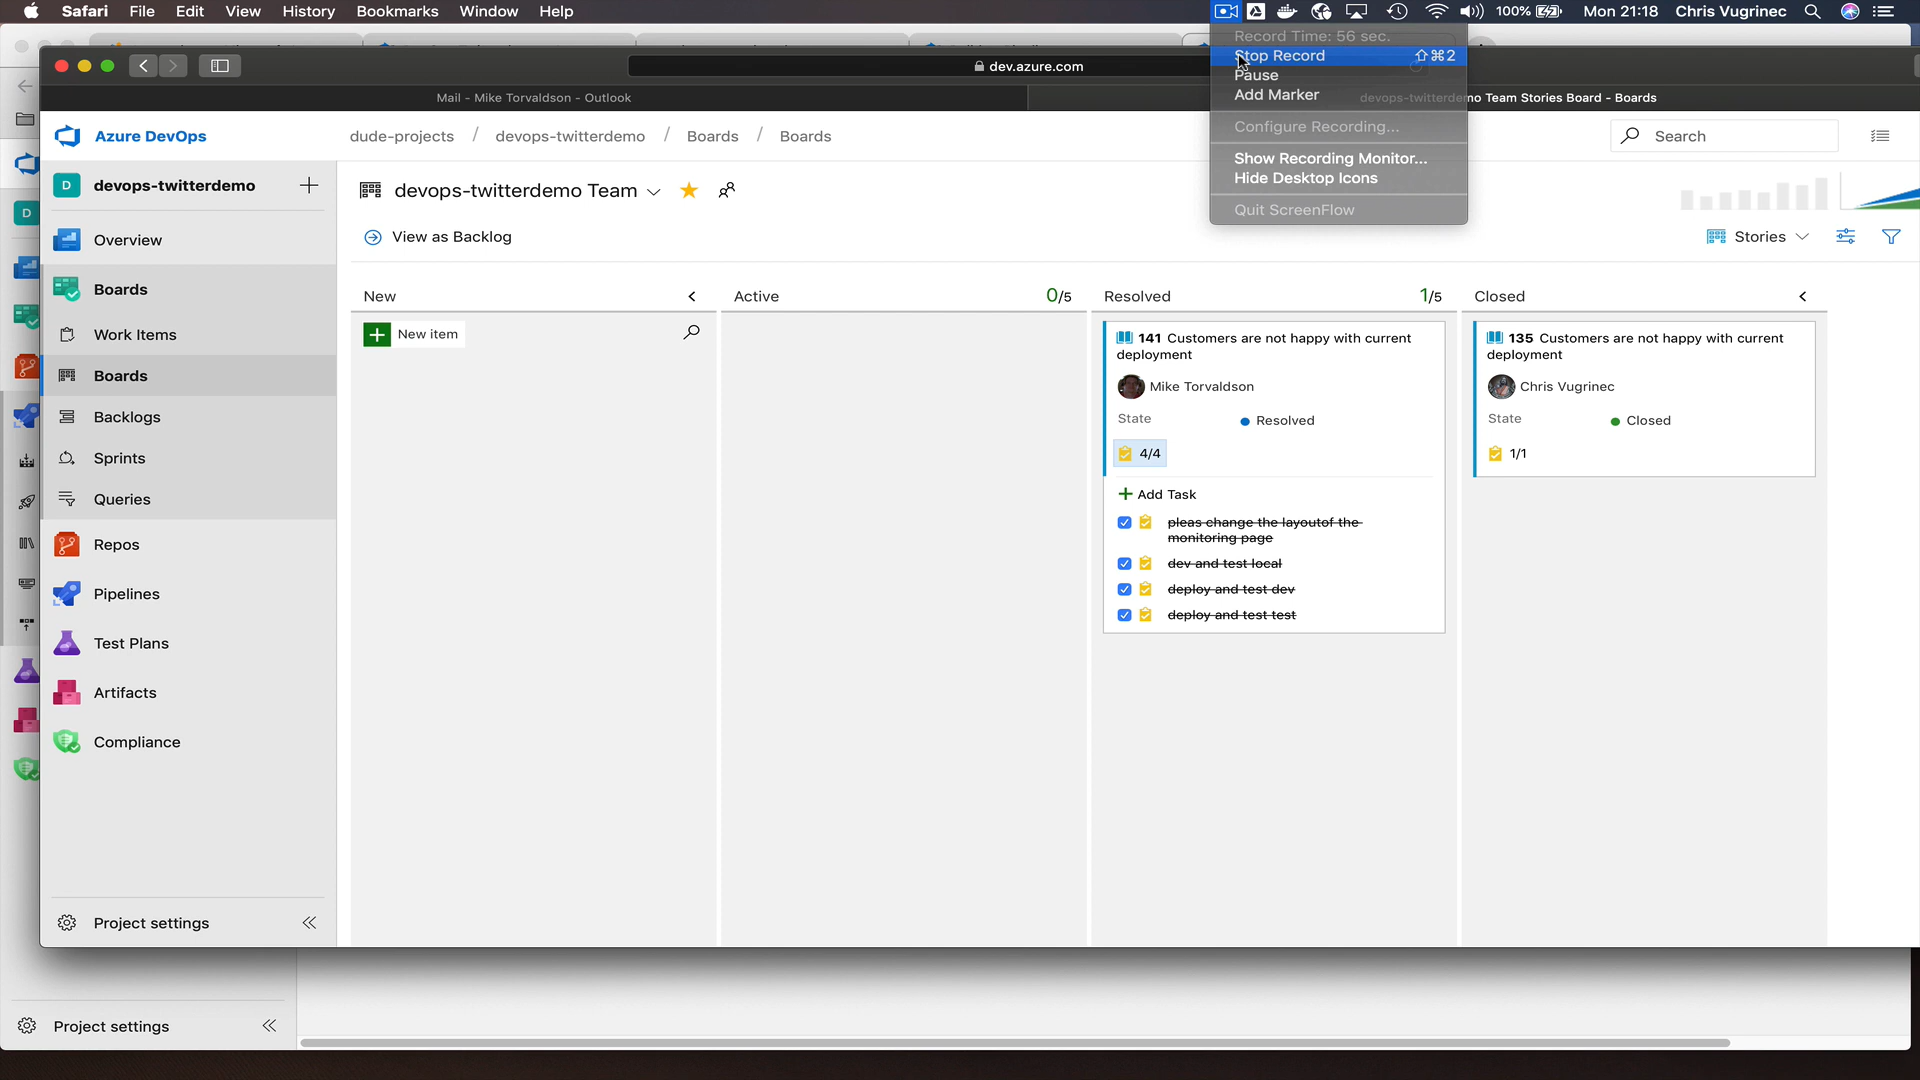 Safari File Edit View History Bookmarks Window Help
100% Mon 21:18 Chris Vugrinec
Record Time: 56 sec.
Stop Record ⇧⌘2
Pause
Add Marker
Configure Recording...
Show Recording Monitor...
Hide Desktop Icons
Quit ScreenFlow
dev.azure.com
Mail - Mike Torvaldson - Outlook
devops-twitterdemo Team Stories Board - Boards
Azure DevOps
dude-projects / devops-twitterdemo / Boards / Boards
Search
D devops-twitterdemo
Overview
Boards
Work Items
Boards
Backlogs
Sprints
Queries
Repos
Pipelines
Test Plans
Artifacts
Compliance
Project settings
devops-twitterdemo Team
View as Backlog
Stories
New
Active 0/5
Resolved 1/5
Closed
New item
141 Customers are not happy with current
deployment
Mike Torvaldson
State Resolved
4/4
Add Task
pleas change the layoutof the
monitoring page
dev and test local
deploy and test dev
deploy and test test
135 Customers are not happy with current
deployment
Chris Vugrinec
State Closed
1/1
D
Project settings